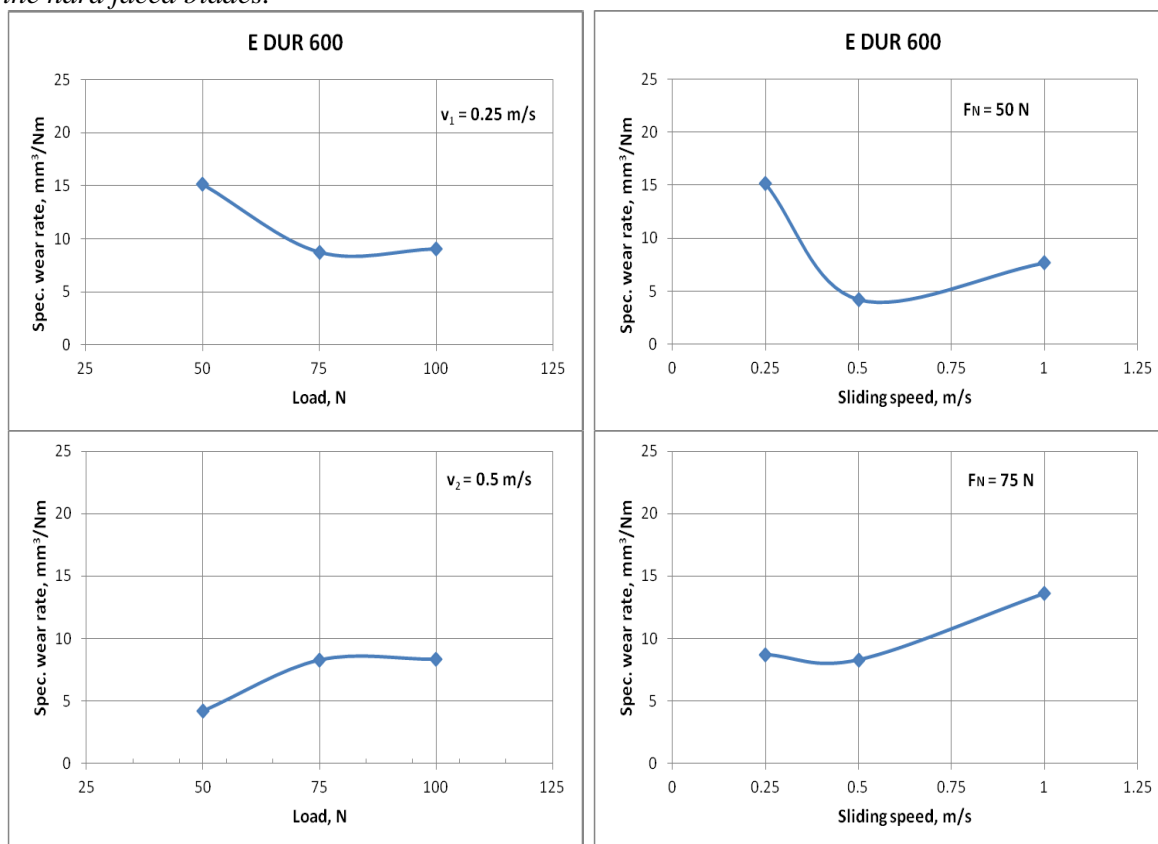 the hard faced blades.
E DUR 600
25
20
15
10
5
0
Spec. wear rate, mm³/Nm
v₁ = 0.25 m/s
25 50 75 100 125
Load, N
E DUR 600
25
20
15
10
5
0
Spec. wear rate, mm³/Nm
FN = 50 N
0 0.25 0.5 0.75 1 1.25
Sliding speed, m/s
25
20
15
10
5
0
Spec. wear rate, mm³/Nm
v₂ = 0.5 m/s
25 50 75 100 125
Load, N
25
20
15
10
5
0
Spec. wear rate, mm³/Nm
FN = 75 N
0 0.25 0.5 0.75 1 1.25
Sliding speed, m/s